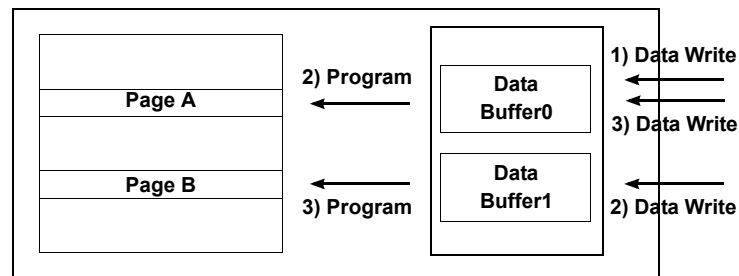 1) Data Write
2) Program
Data
Buffer0
Page A
3) Data Write
Data
Buffer1
Page B
3) Program
2) Data Write